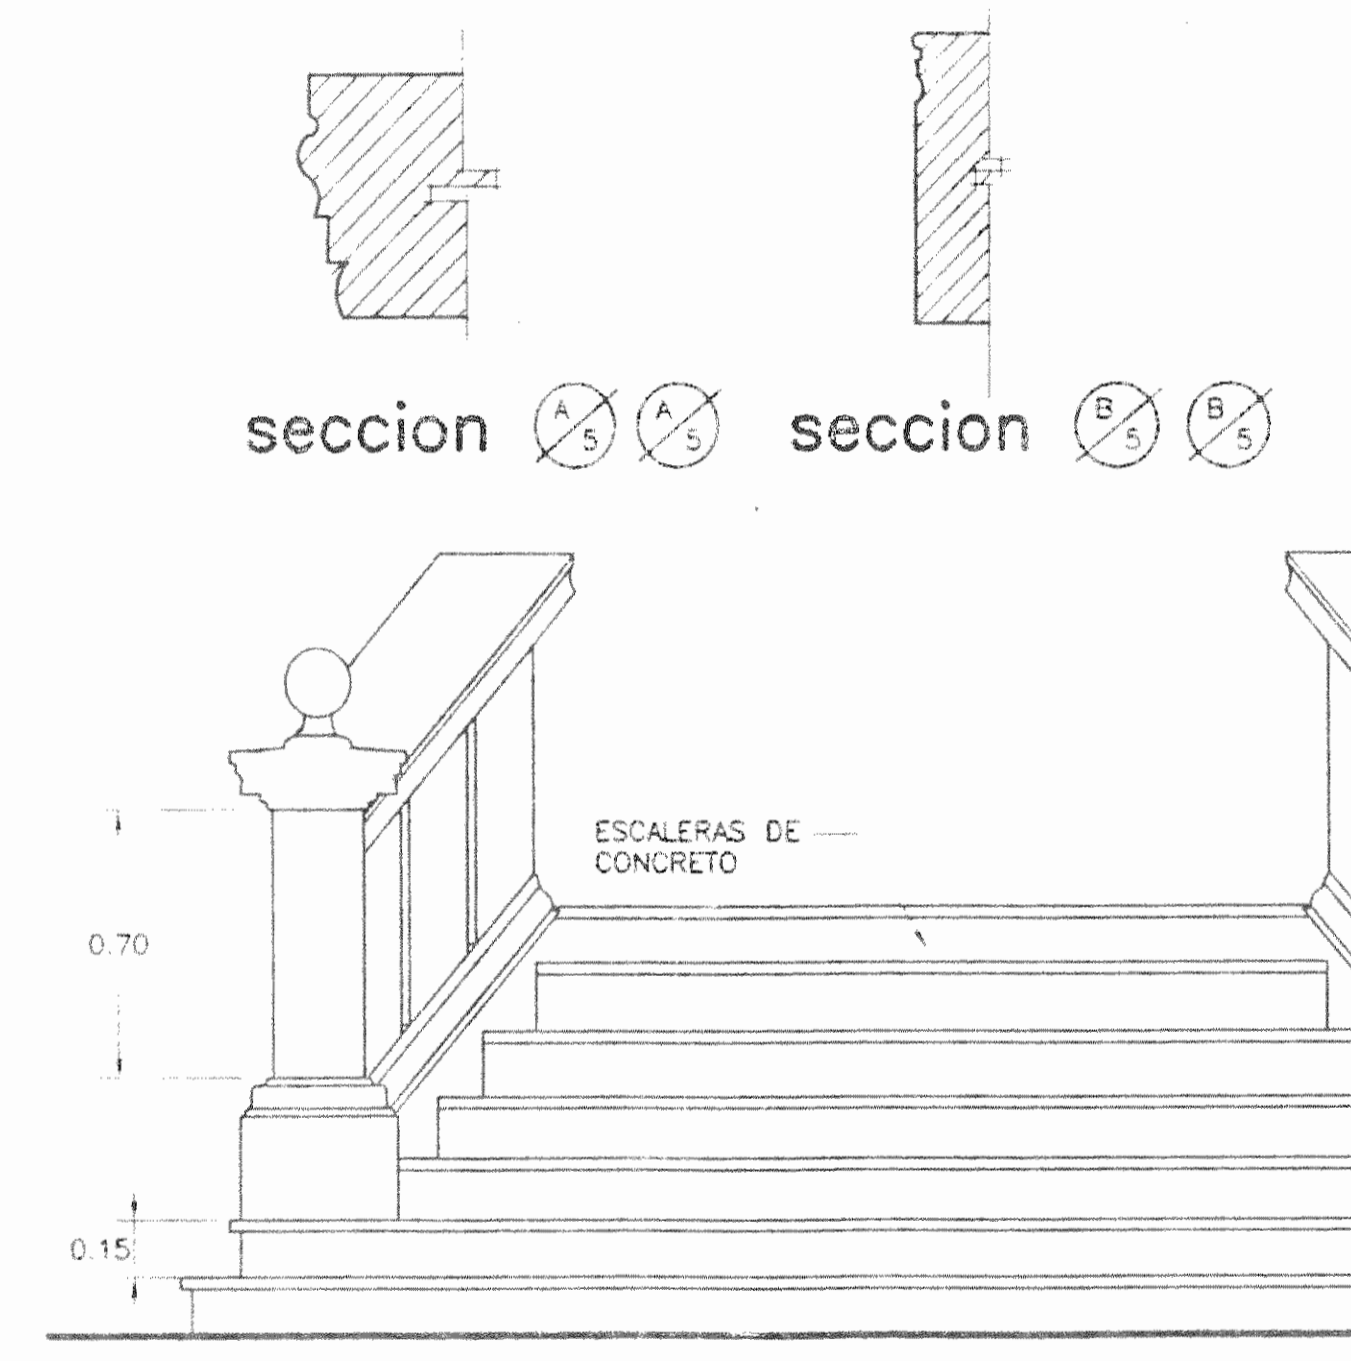 seccion A/5 A/5
seccion B/5 B/5
ESCALERAS DE
CONCRETO
0.70
0.15